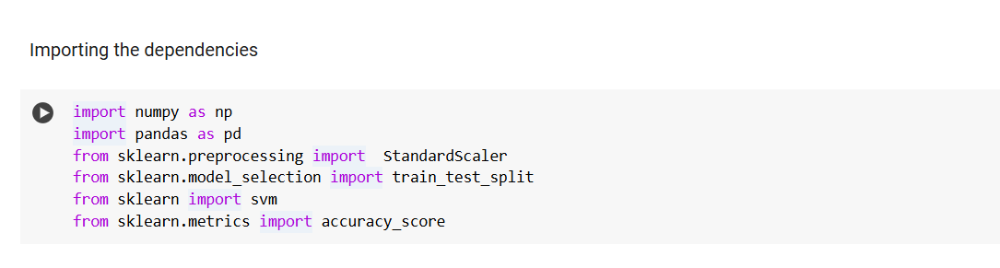 Importing the dependencies
import numpy as np
import pandas as pd
from sklearn.preprocessing import  StandardScaler
from sklearn.model_selection import train_test_split
from sklearn import svm
from sklearn.metrics import accuracy_score